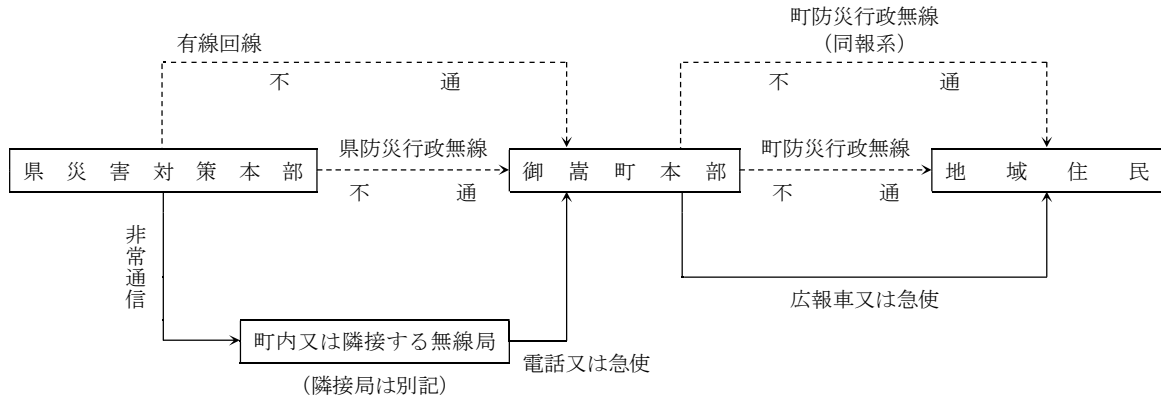 町防災行政無線
（同報系）
有線回線
不 通
不 通
県災害対策本部
県防災行政無線
不 通
御嵩町本部
町防災行政無線
不 通
地域住民
非常通信
広報車又は急使
町内又は隣接する無線局
電話又は急使
（隣接局は別記）